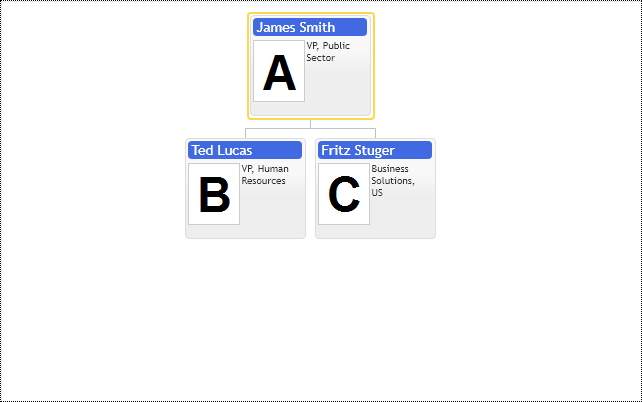 James Smith
A
VP, Public
Sector
Ted Lucas
B
VP, Human
Resources
Fritz Stuger
C
Business
Solutions,
US